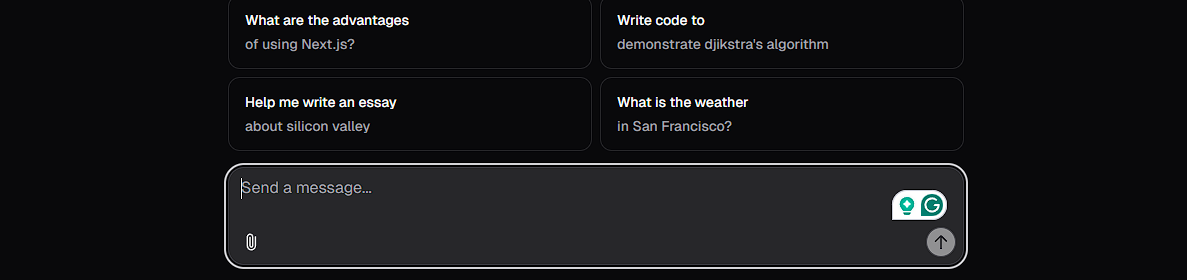 What are the advantages
of using Next.js?
Write code to
demonstrate djikstra's algorithm
Help me write an essay
about silicon valley
What is the weather
in San Francisco?
Send a message...